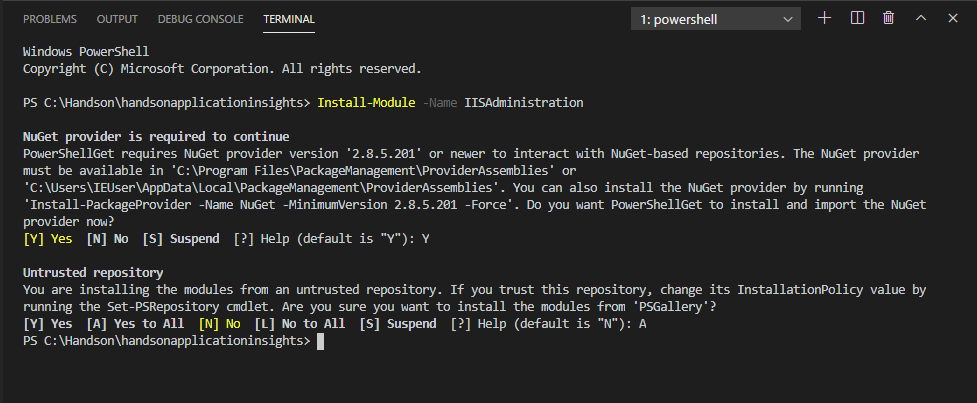 PROBLEMS OUTPUT DEBUG CONSOLE TERMINAL 1: powershell
Windows PowerShell
Copyright (C) Microsoft Corporation. All rights reserved.
PS C:\Handson\handsonapplicationinsights> Install-Module -Name IISAdministration
NuGet provider is required to continue
PowerShellGet requires NuGet provider version '2.8.5.201' or newer to interact with NuGet-based repositories. The NuGet provider
must be available in 'C:\Program Files\PackageManagement\ProviderAssemblies' or
'C:\Users\IEUser\AppData\Local\PackageManagement\ProviderAssemblies'. You can also install the NuGet provider by running
'Install-PackageProvider -Name NuGet -MinimumVersion 2.8.5.201 -Force'. Do you want PowerShellGet to install and import the NuGet
provider now?
[Y] Yes [N] No [S] Suspend [?] Help (default is "Y"): Y
Untrusted repository
You are installing the modules from an untrusted repository. If you trust this repository, change its InstallationPolicy value by
running the Set-PSRepository cmdlet. Are you sure you want to install the modules from 'PSGallery'?
[Y] Yes [A] Yes to All [N] No [L] No to All [S] Suspend [?] Help (default is "N"): A
PS C:\Handson\handsonapplicationinsights>